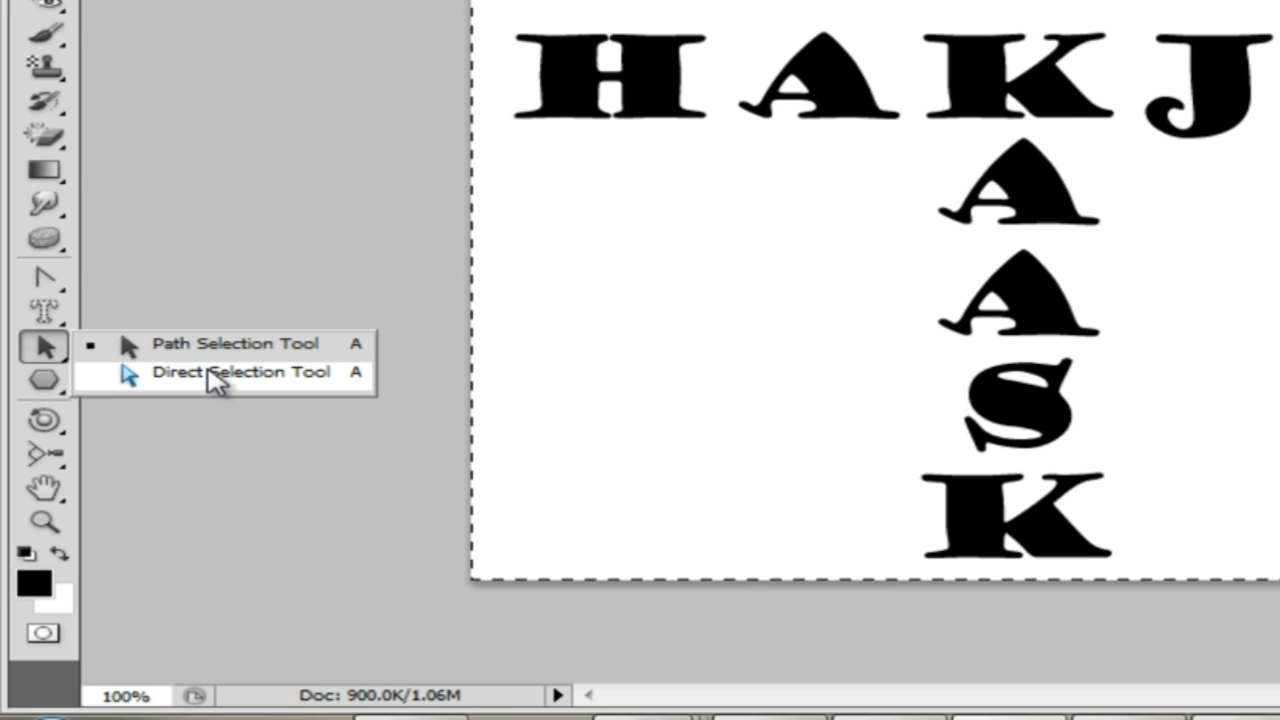 HAKJ
A
A
S
K
Path Selection Tool A
Direct Selection Tool A
100% Doc: 900.0K/1.06M